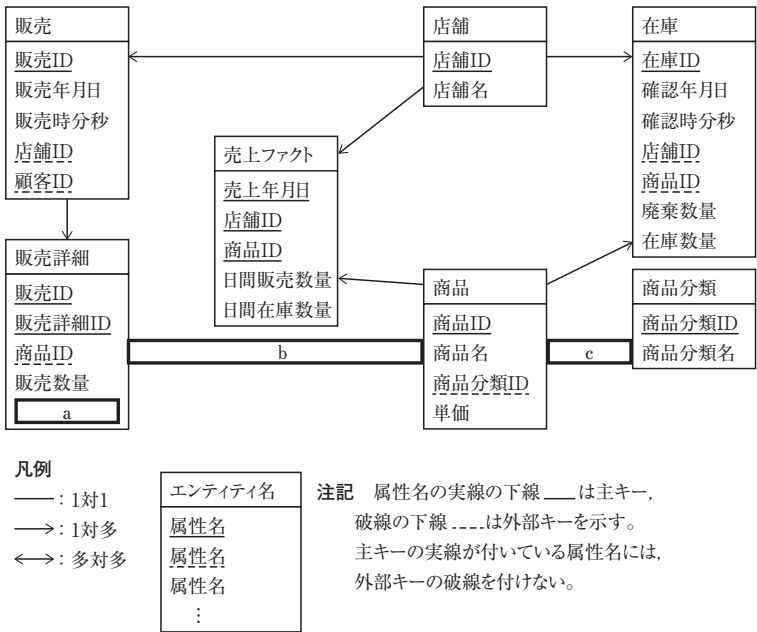 販売
販売ID
販売年月日
販売時分秒
店舗ID
顧客ID
店舗
店舗ID
店舗名
在庫
在庫ID
確認年月日
確認時分秒
店舗ID
商品ID
廃棄数量
在庫数量
売上ファクト
売上年月日
店舗ID
商品ID
日間販売数量
日間在庫数量
販売詳細
販売ID
販売詳細ID
商品ID
販売数量
a
b
商品
商品ID
商品名
商品分類ID
単価
c
商品分類
商品分類ID
商品分類名
凡例
：1対1
：1対多
：多対多
エンティティ名
属性名
属性名
属性名
⋮
注記 属性名の実線の下線 は主キー，
破線の下線 は外部キーを示す。
主キーの実線が付いている属性名には，
外部キーの破線を付けない。